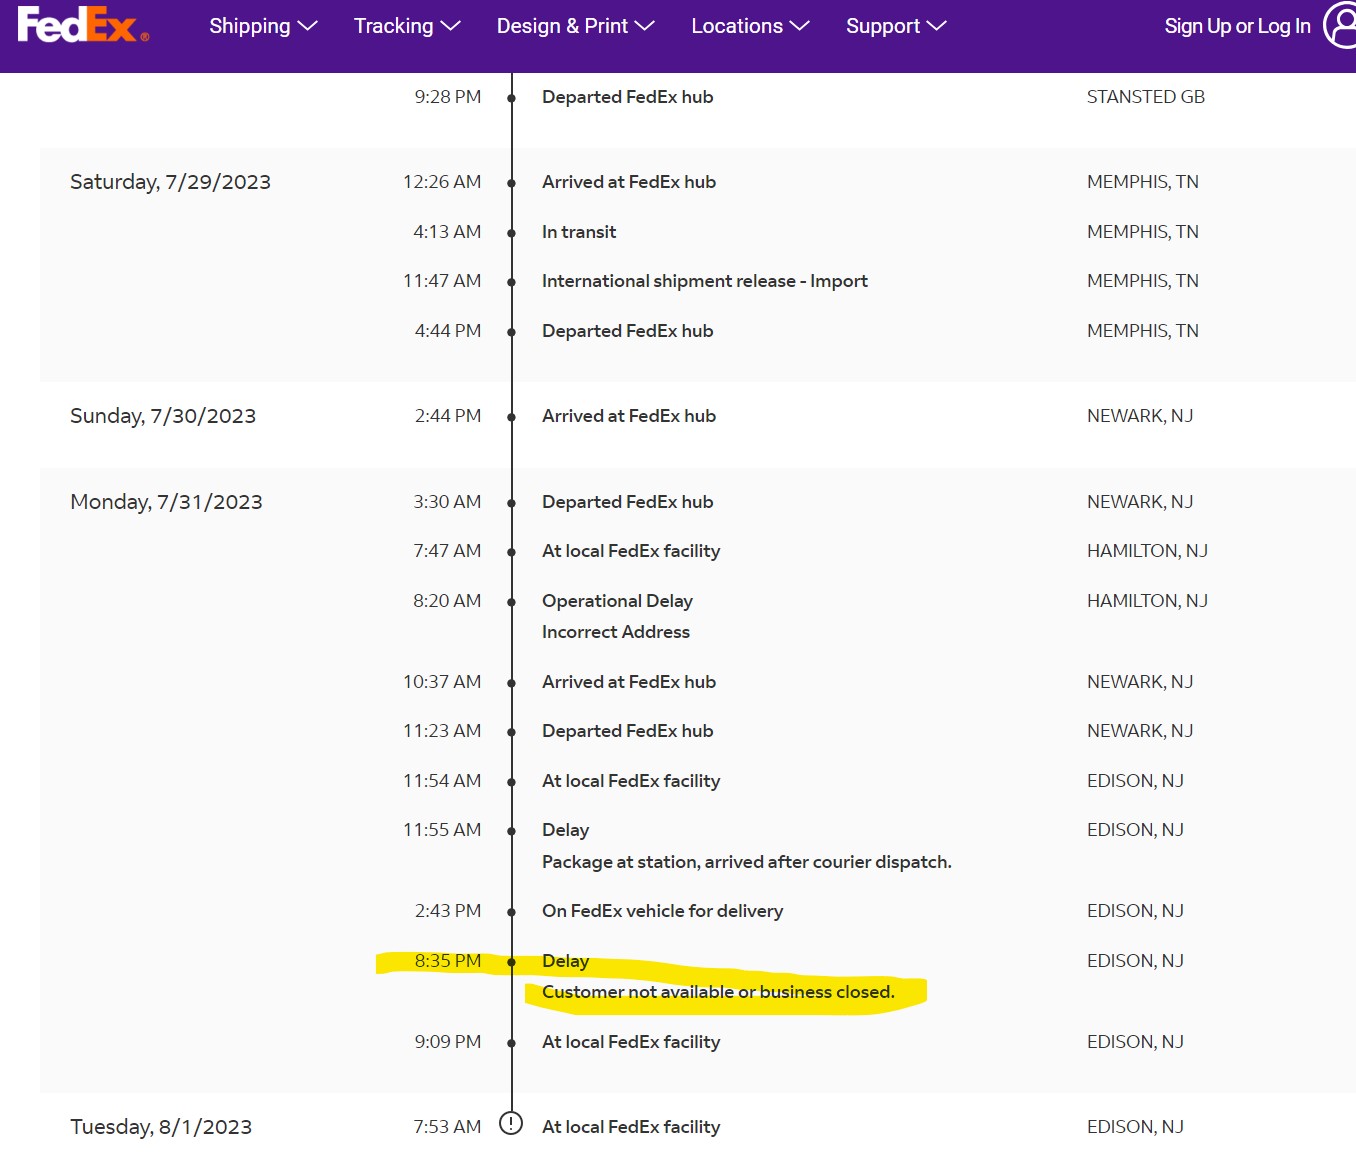 FedEx®
Shipping Tracking Design & Print Locations Support Sign Up or Log In
9:28 PM Departed FedEx hub STANSTED GB
Saturday, 7/29/2023 12:26 AM Arrived at FedEx hub MEMPHIS, TN
4:13 AM In transit MEMPHIS, TN
11:47 AM International shipment release - Import MEMPHIS, TN
4:44 PM Departed FedEx hub MEMPHIS, TN
Sunday, 7/30/2023 2:44 PM Arrived at FedEx hub NEWARK, NJ
Monday, 7/31/2023 3:30 AM Departed FedEx hub NEWARK, NJ
7:47 AM At local FedEx facility HAMILTON, NJ
8:20 AM Operational Delay HAMILTON, NJ
Incorrect Address
10:37 AM Arrived at FedEx hub NEWARK, NJ
11:23 AM Departed FedEx hub NEWARK, NJ
11:54 AM At local FedEx facility EDISON, NJ
11:55 AM Delay EDISON, NJ
Package at station, arrived after courier dispatch.
2:43 PM On FedEx vehicle for delivery EDISON, NJ
8:35 PM Delay EDISON, NJ
Customer not available or business closed.
9:09 PM At local FedEx facility EDISON, NJ
Tuesday, 8/1/2023 7:53 AM At local FedEx facility EDISON, NJ